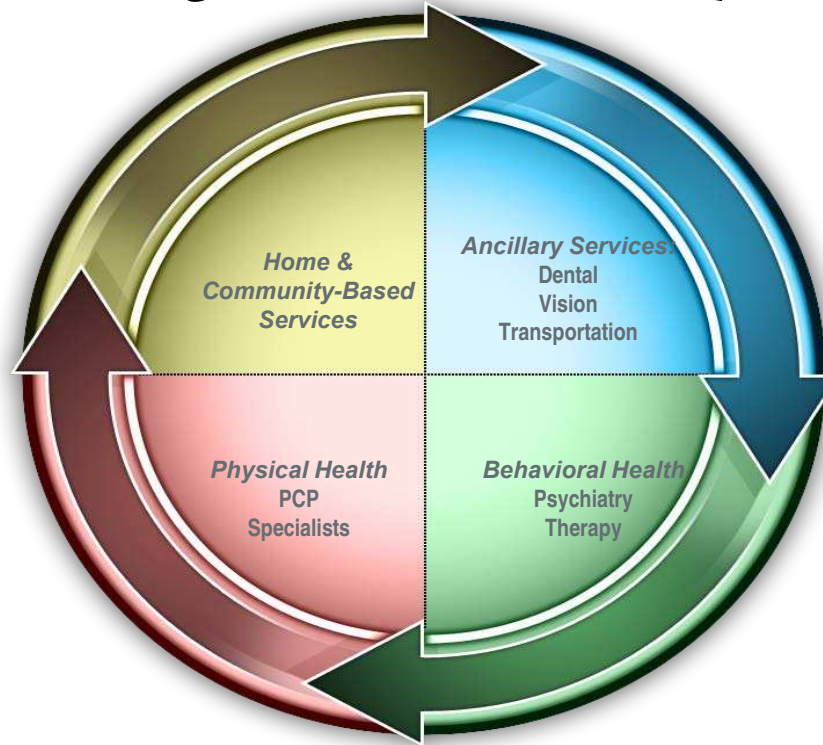 Home &
Community-Based
Services
Ancillary Services:
Dental
Vision
Transportation
Physical Health
PCP
Specialists
Behavioral Health
Psychiatry
Therapy